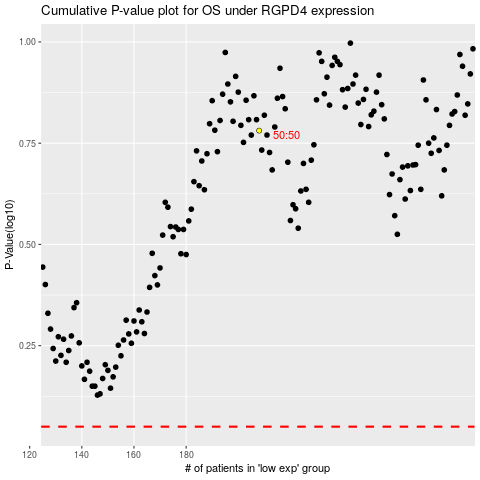 Cumulative P-value plot for OS under RGPD4 expression
1.00
0.75
0.50
0.25
P-Value(log10)
50:50
120 140 160 180
# of patients in 'low exp' group